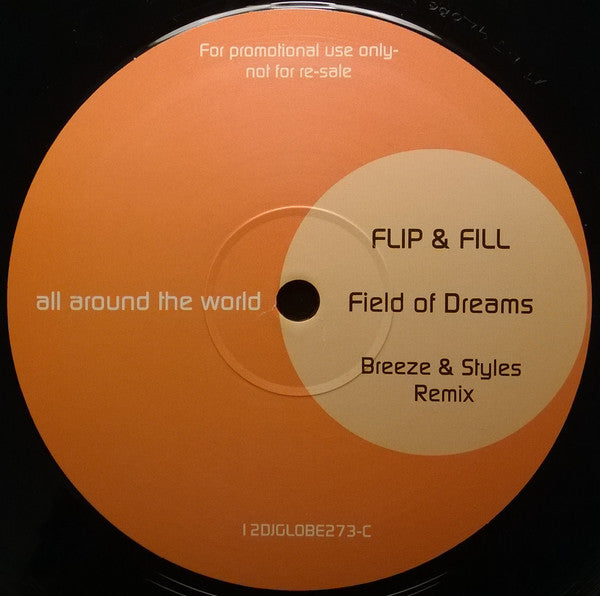 For promotional use only-
not for re-sale
FLIP & FILL
all around the world
Field of Dreams
Breeze & Styles
Remix
12DJGLOBE273-C